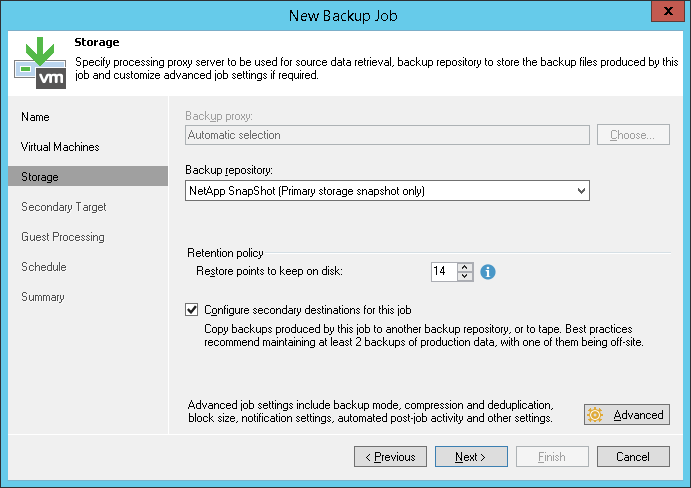 New Backup Job
x
Storage
Specify processing proxy server to be used for source data retrieval, backup repository to store the backup files produced by this
job and customize advanced job settings if required.
vm
Name
Virtual Machines
Storage
Secondary Target
Guest Processing
Schedule
Summary
Backup proxy:
Automatic selection
Choose...
Backup repository:
NetApp SnapShot (Primary storage snapshot only)
Retention policy
Restore points to keep on disk:
14
i
Configure secondary destinations for this job
Copy backups produced by this job to another backup repository, or to tape. Best practices
recommend maintaining at least 2 backups of production data, with one of them being off-site.
Advanced job settings include backup mode, compression and deduplication,
block size, notification settings, automated post-job activity and other settings.
Advanced
< Previous
Next >
Finish
Cancel